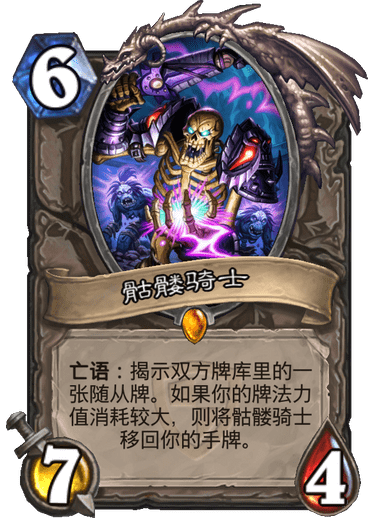 6
骷髅骑士
亡语：揭示双方牌库里的一
张随从牌。如果你的牌法力
值消耗较大，则将骷髅骑士
移回你的手牌。
7
4